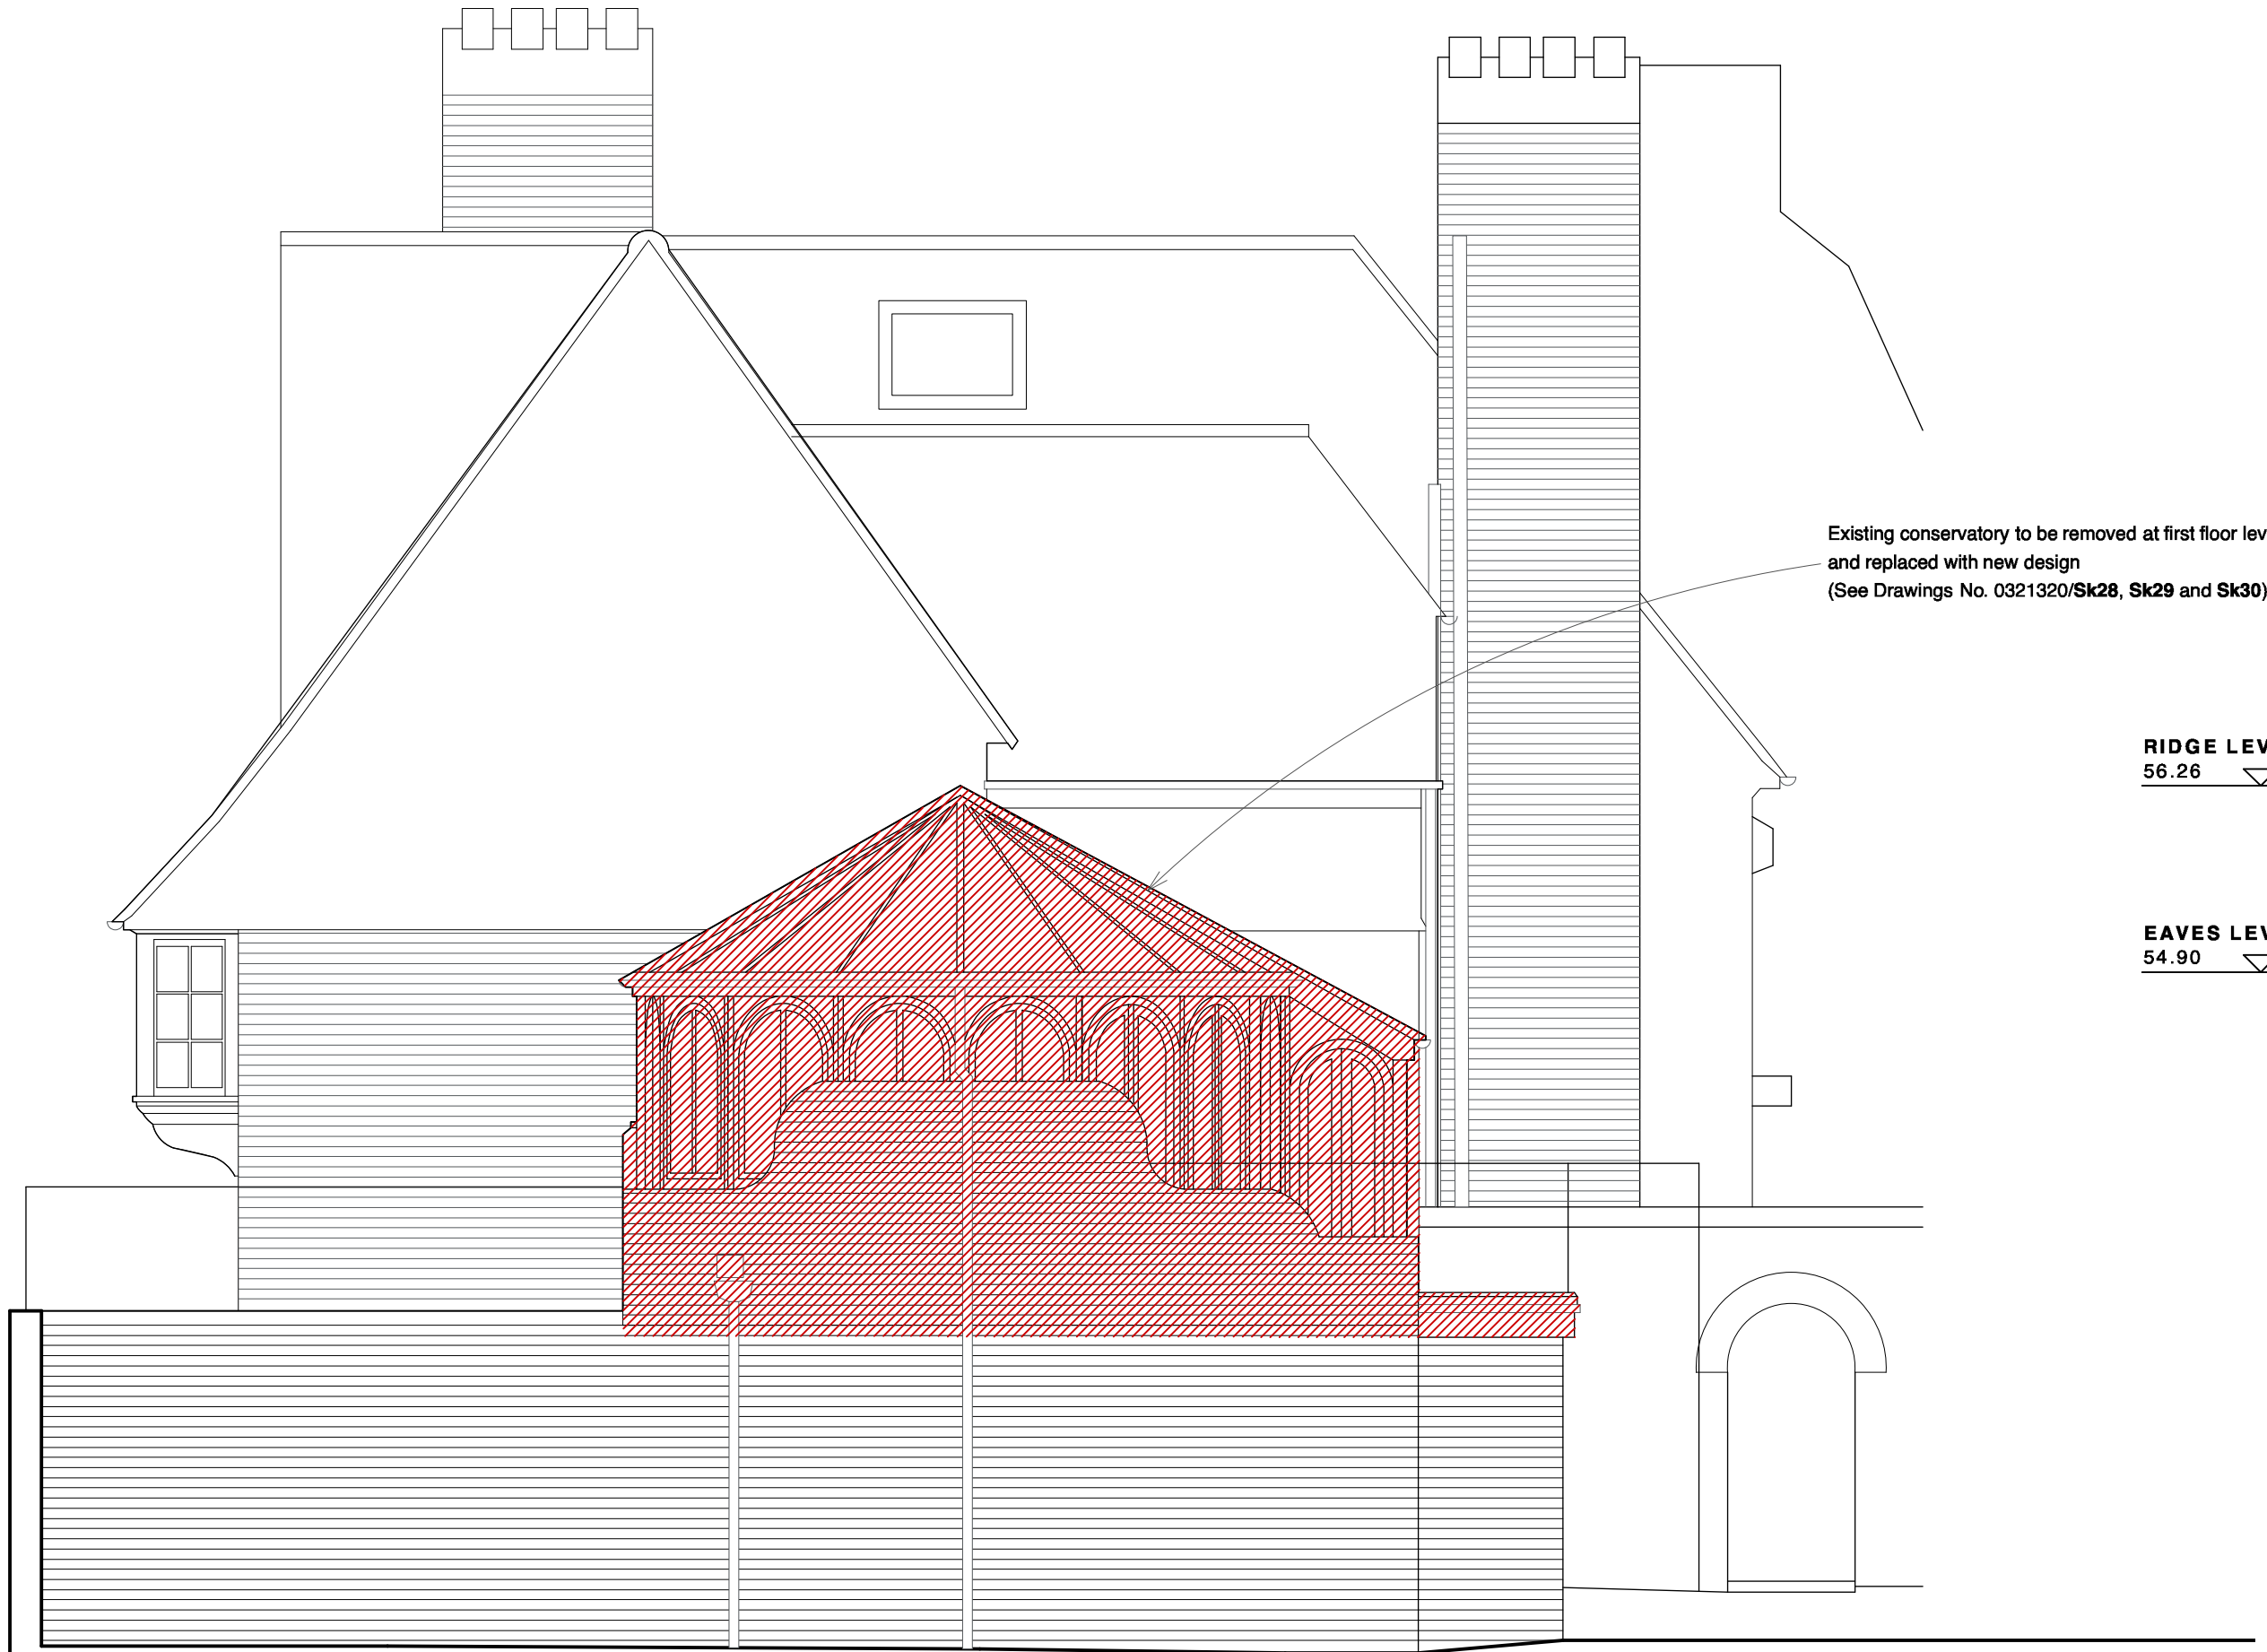 Existing conservatory to be removed at first floor lev
and replaced with new design
(See Drawings No. 0321320/Sk28, Sk29 and Sk30)
RIDGE LEV
56.26
EAVES LEV
54.90